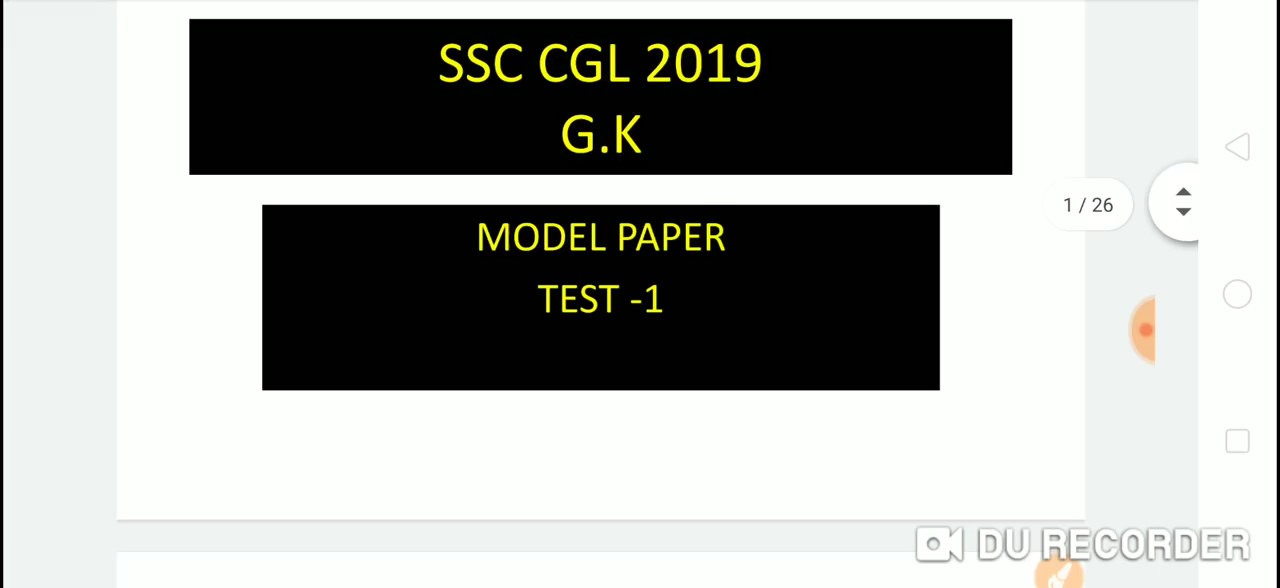 SSC CGL 2019
G.K
MODEL PAPER
TEST -1
1 / 26
DU RECORDER